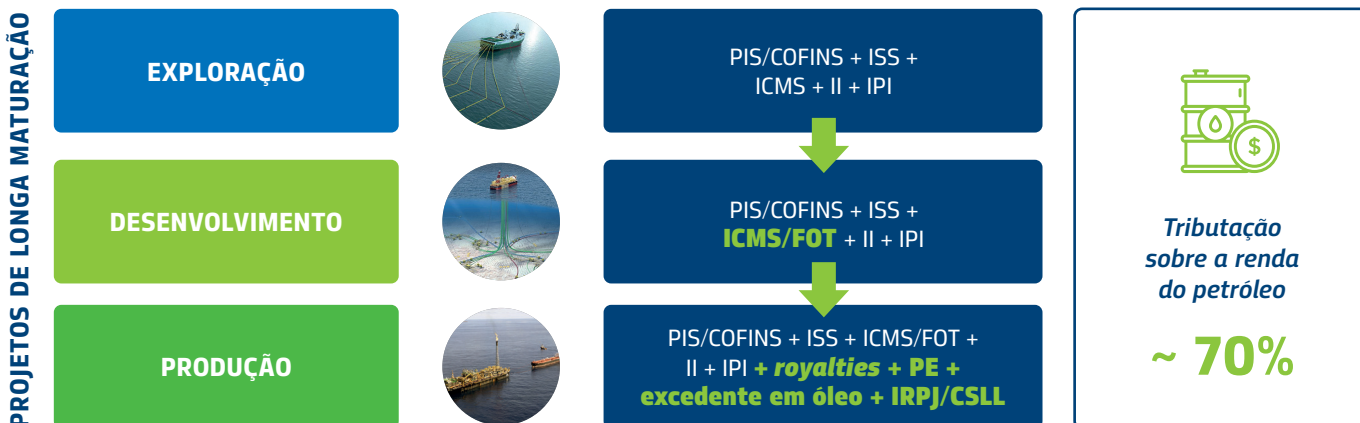 PROJETOS DE LONGA MATURAÇÃO
EXPLORAÇÃO
PIS/COFINS + ISS +
ICMS + II + IPI
DESENVOLVIMENTO
PIS/COFINS + ISS +
ICMS/FOT + II + IPI
PRODUÇÃO
PIS/COFINS + ISS + ICMS/FOT +
II + IPI + royalties + PE +
excedente em óleo + IRPJ/CSLL
$
Tributação
sobre a renda
do petróleo
~ 70%